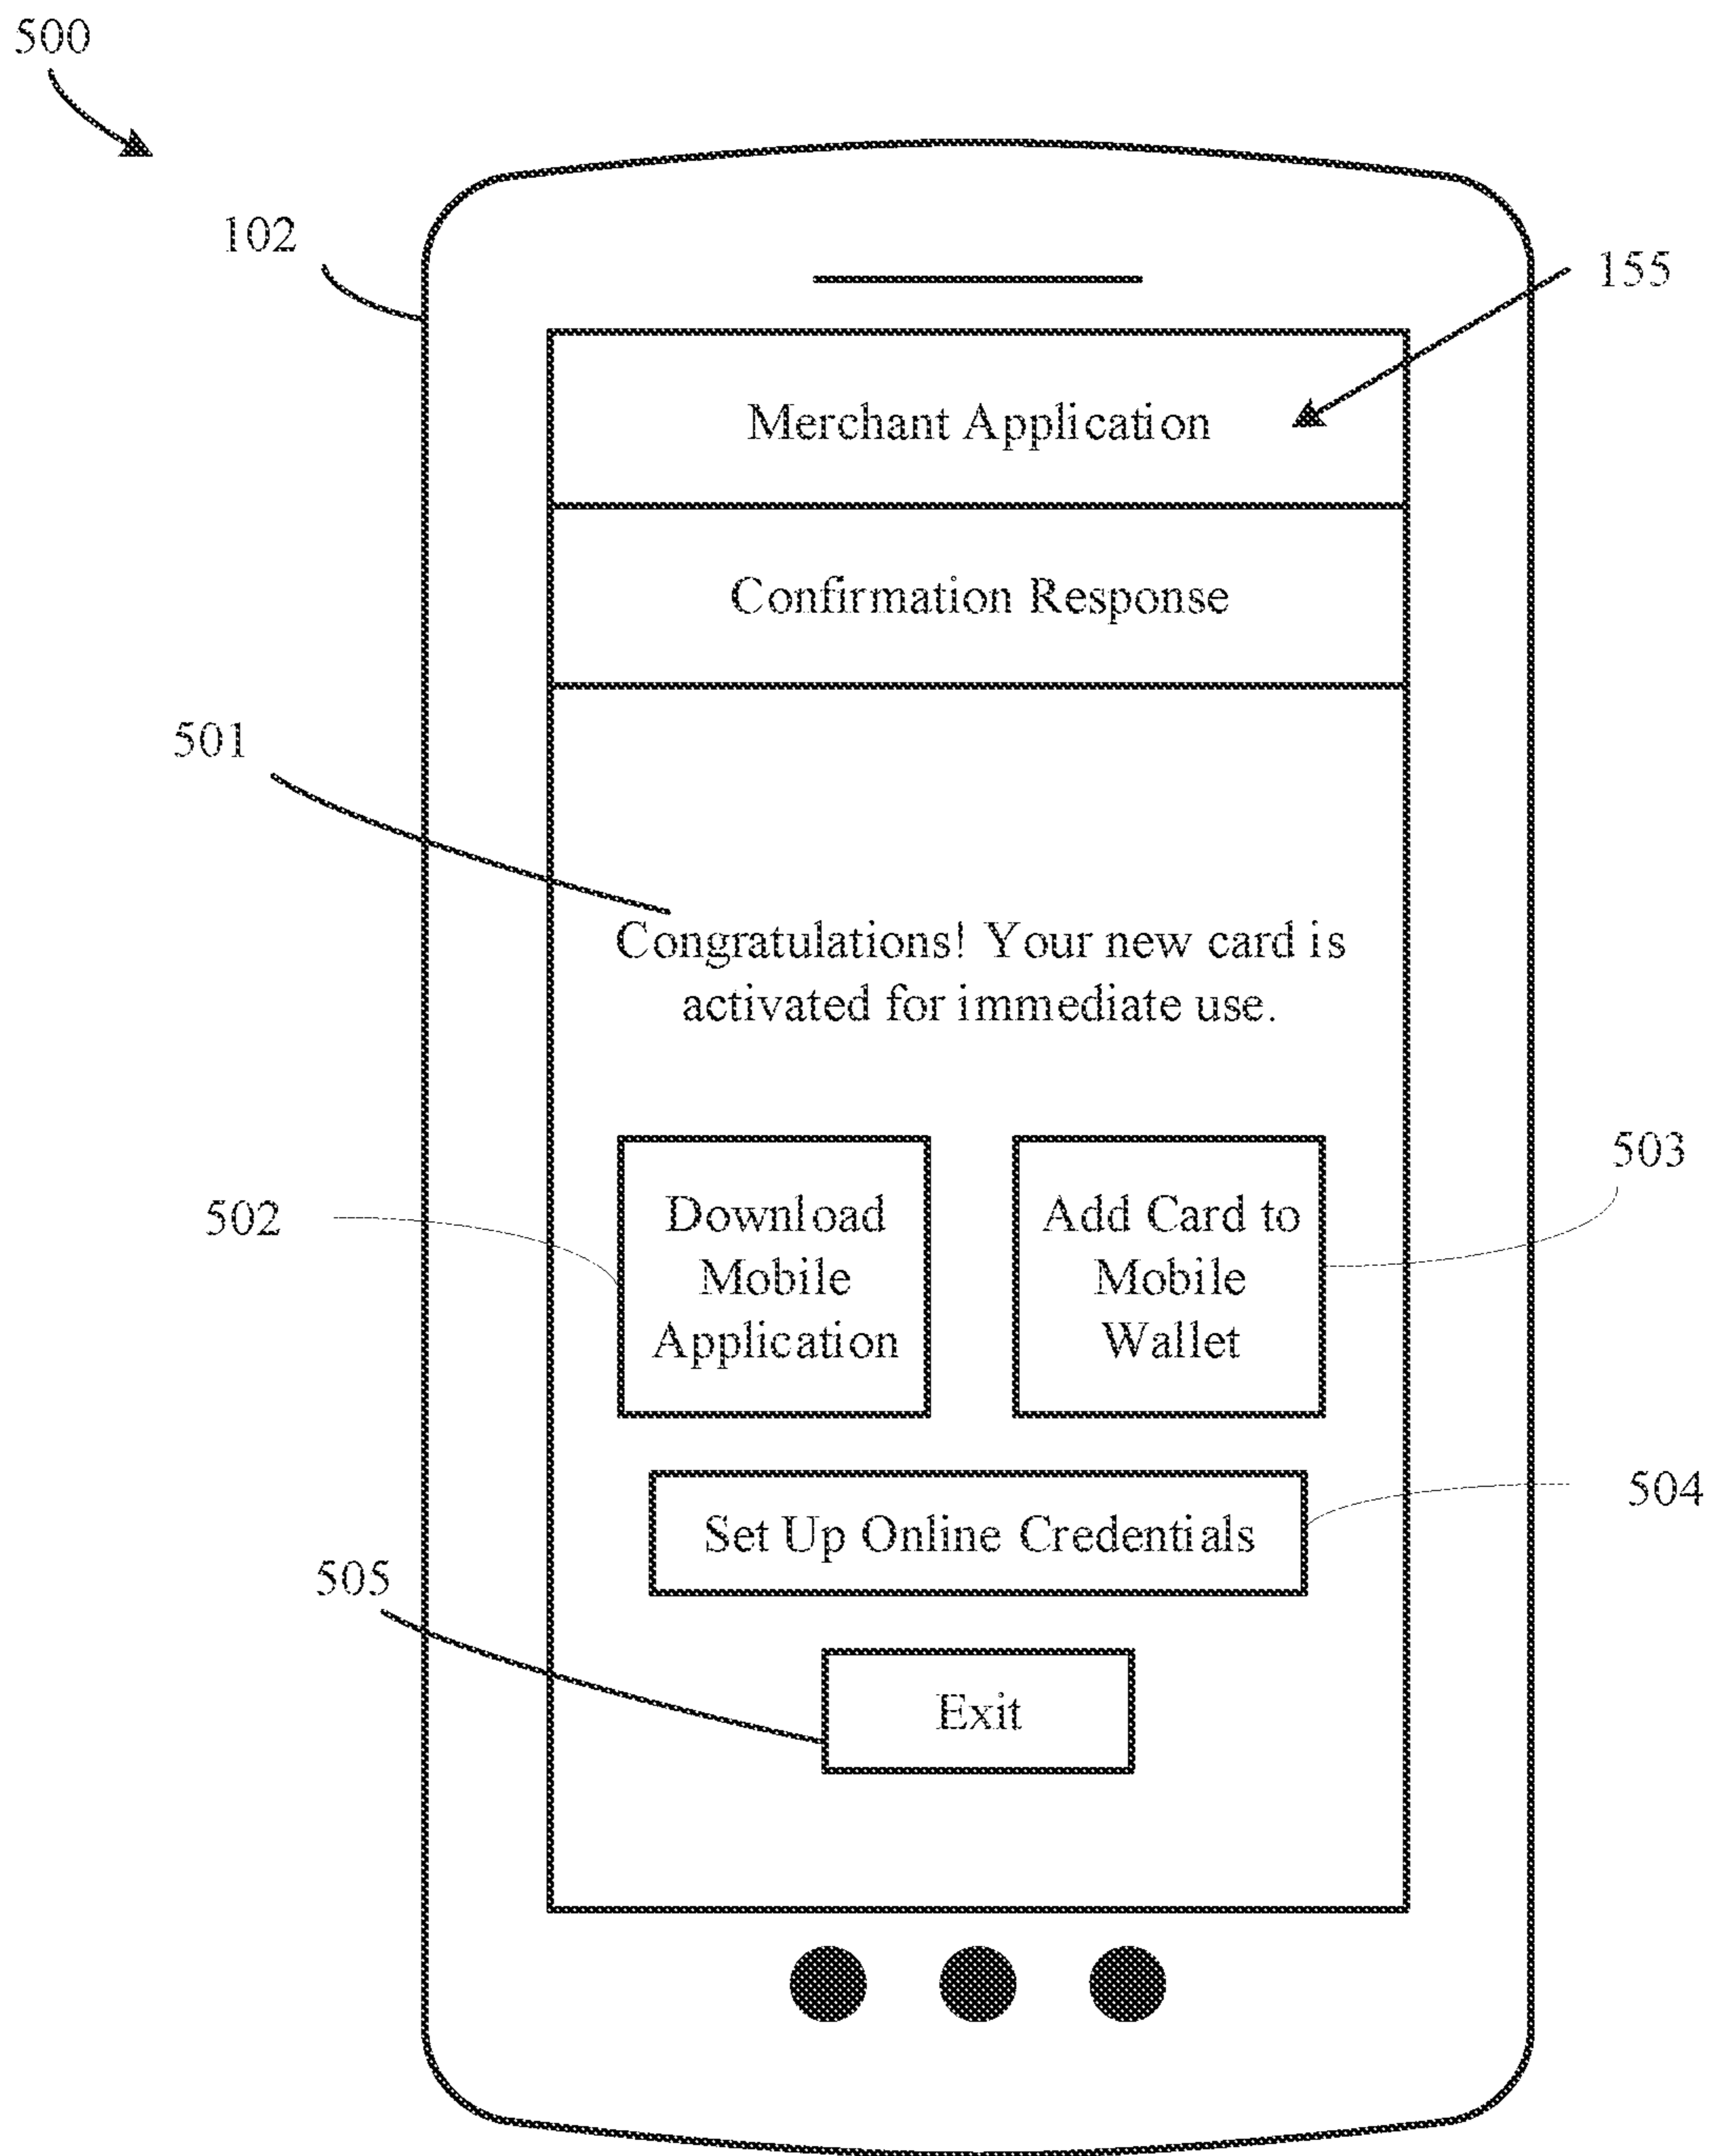 500
102
155
Merchant Application
Confirmation Response
501
Congratulations! Your new card is
activated for immediate use.
503
502
Download
Mobile
Application
Add Card to
Mobile
Wallet
504
Set Up Online Credentials
505
Exit